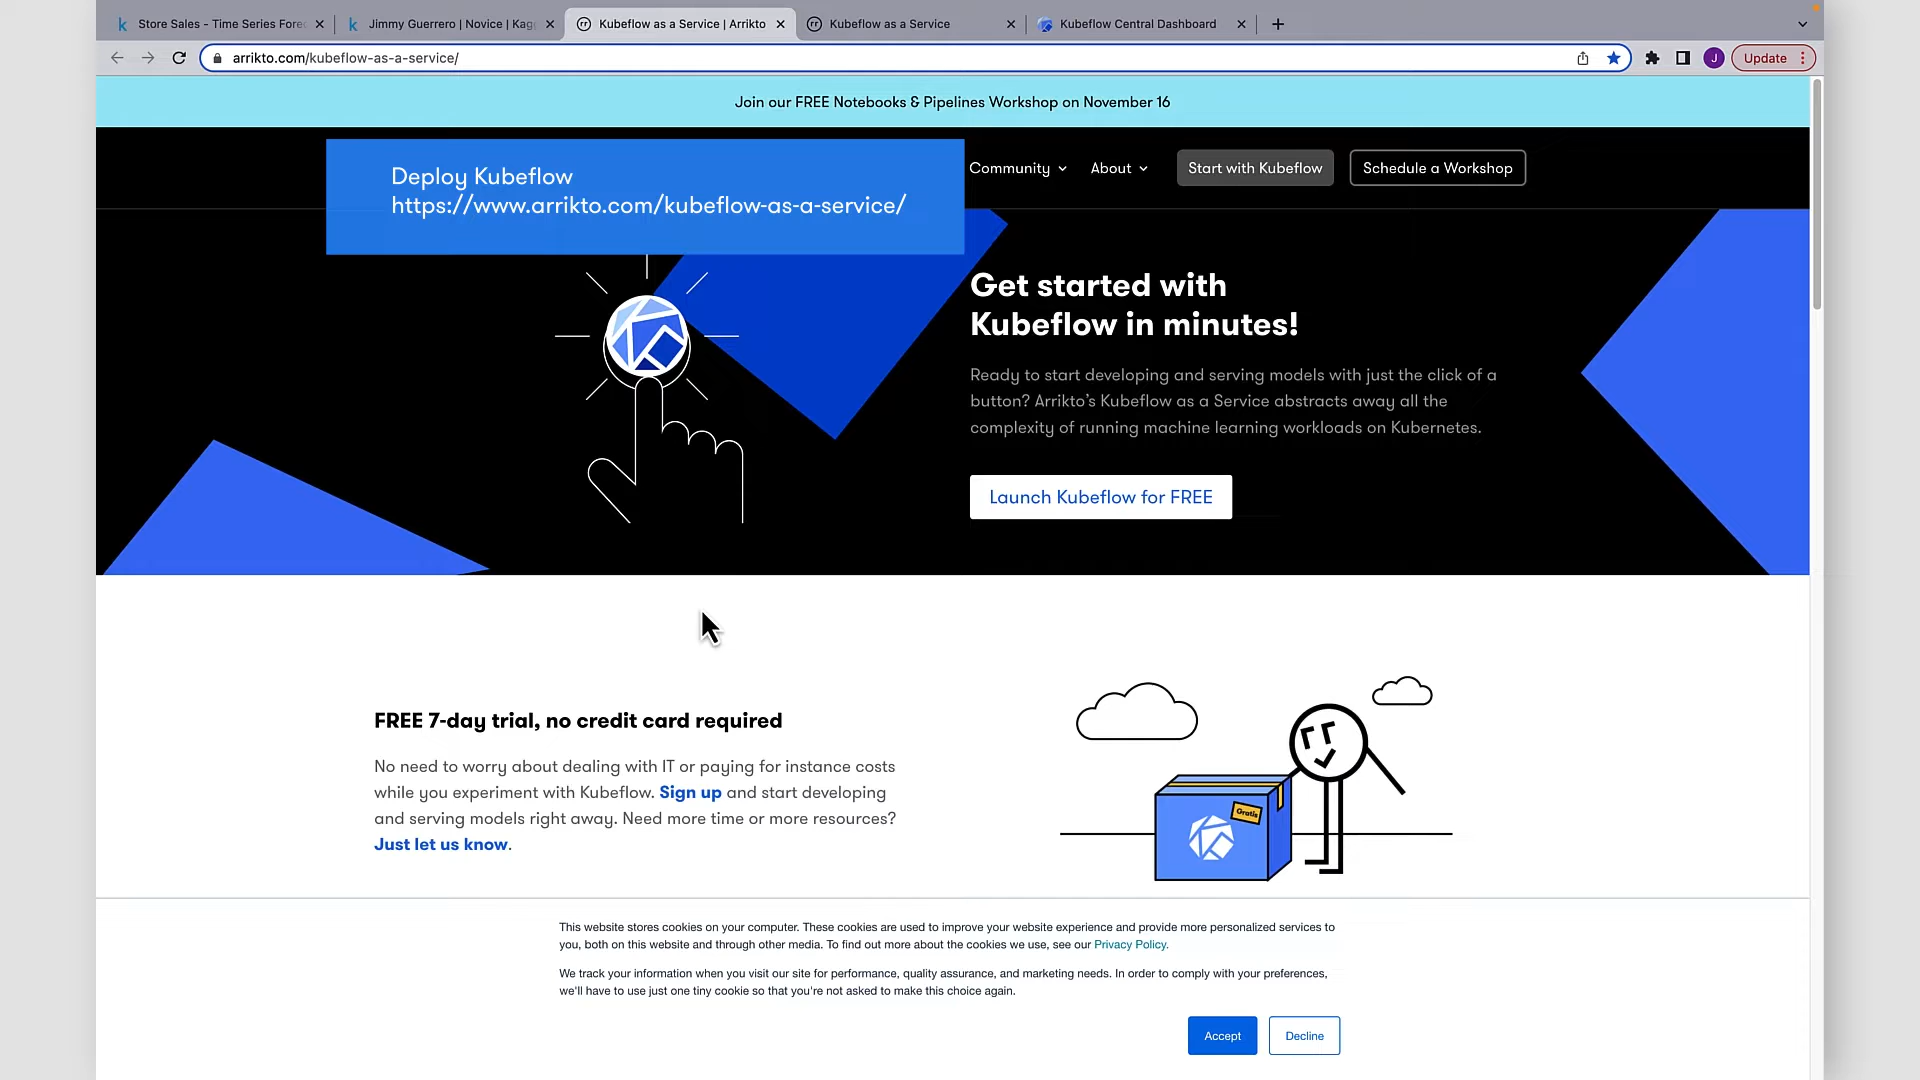 Store Sales - Time Series Fore
Jimmy Guerrero | Novice | Kag
Kubeflow as a Service | Arrikto
Kubeflow as a Service
Kubeflow Central Dashboard
arrikto.com/kubeflow-as-a-service/
J
Update
Join our FREE Notebooks & Pipelines Workshop on November 16
Deploy Kubeflow
https://www.arrikto.com/kubeflow-as-a-service/
Community
About
Start with Kubeflow
Schedule a Workshop
Get started with
Kubeflow in minutes!
Ready to start developing and serving models with just the click of a
button? Arrikto's Kubeflow as a Service abstracts away all the
complexity of running machine learning workloads on Kubernetes.
Launch Kubeflow for FREE
FREE 7-day trial, no credit card required
No need to worry about dealing with IT or paying for instance costs
while you experiment with Kubeflow. Sign up and start developing
and serving models right away. Need more time or more resources?
Just let us know.
Gratis
This website stores cookies on your computer. These cookies are used to improve your website experience and provide more personalized services to
you, both on this website and through other media. To find out more about the cookies we use, see our Privacy Policy.
We track your information when you visit our site for performance, quality assurance, and marketing needs. In order to comply with your preferences,
we'll have to use just one tiny cookie so that you're not asked to make this choice again.
Accept
Decline